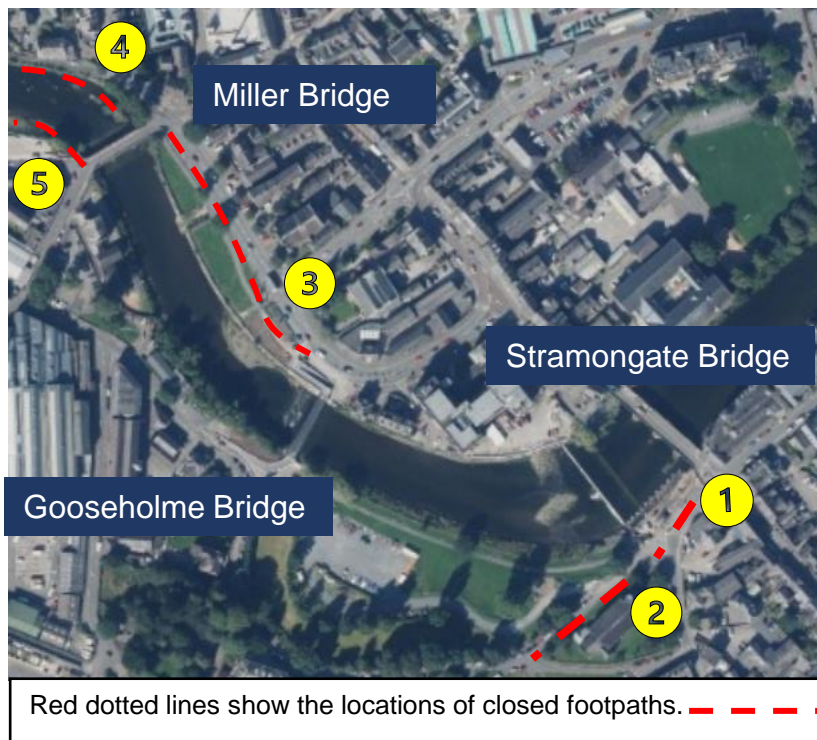 4
Miller Bridge
5
3
Stramongate Bridge
1
Gooseholme Bridge
2
Red dotted lines show the locations of closed footpaths.